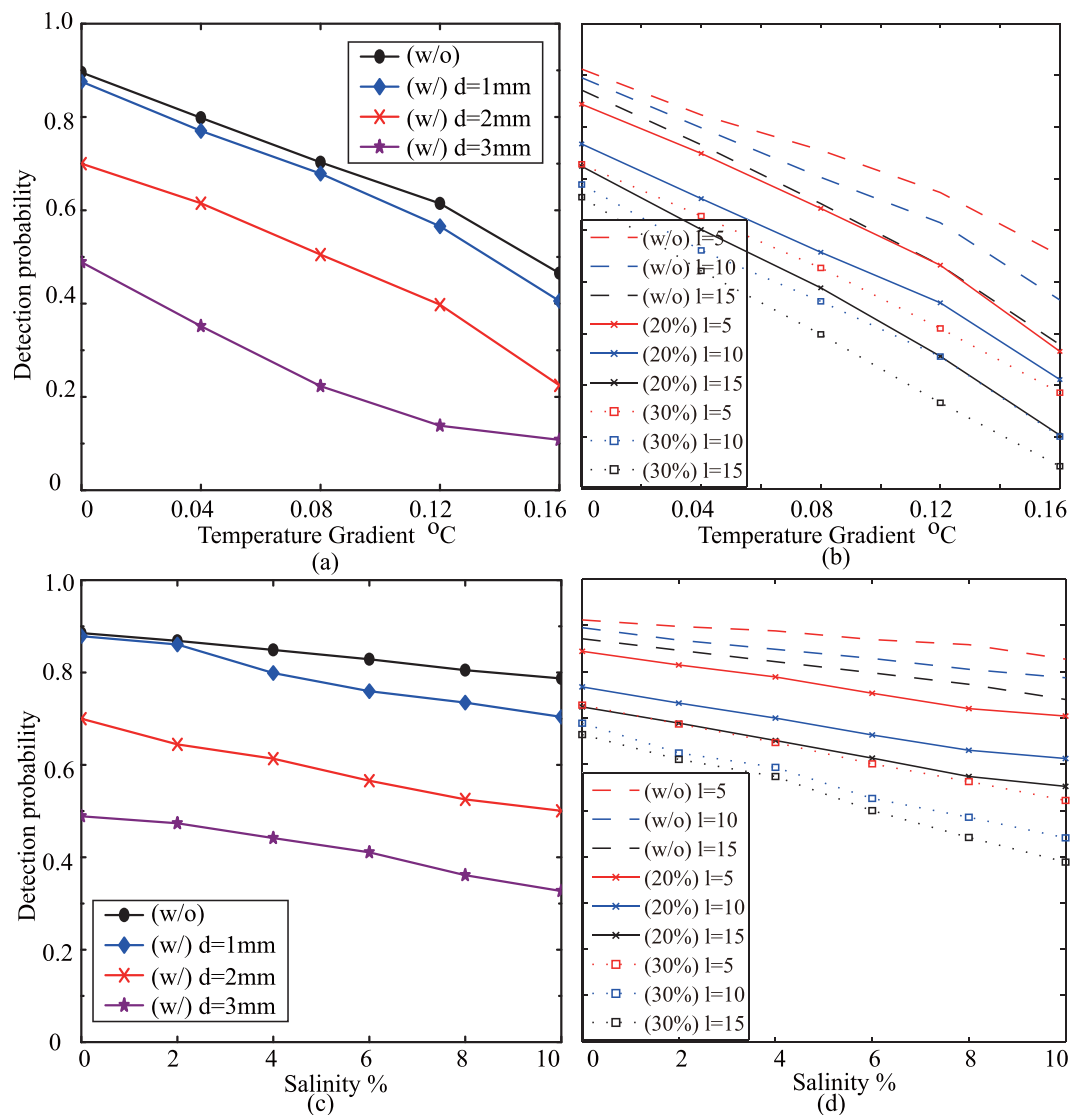 1.0
0.8
0.6
0.4
0.2
0
Detection probability
(w/o)
(w/) d=1mm
(w/) d=2mm
(w/) d=3mm
0 0.04 0.08 0.12 0.16
Temperature Gradient °C
(a)
(w/o) l=5
(w/o) l=10
(w/o) l=15
(20%) l=5
(20%) l=10
(20%) l=15
(30%) l=5
(30%) l=10
(30%) l=15
0 0.04 0.08 0.12 0.16
Temperature Gradient °C
(b)
1.0
0.8
0.6
0.4
0.2
0
Detection probability
(w/o)
(w/) d=1mm
(w/) d=2mm
(w/) d=3mm
0 2 4 6 8 10
Salinity %
(c)
(w/o) l=5
(w/o) l=10
(w/o) l=15
(20%) l=5
(20%) l=10
(20%) l=15
(30%) l=5
(30%) l=10
(30%) l=15
0 2 4 6 8 10
Salinity %
(d)